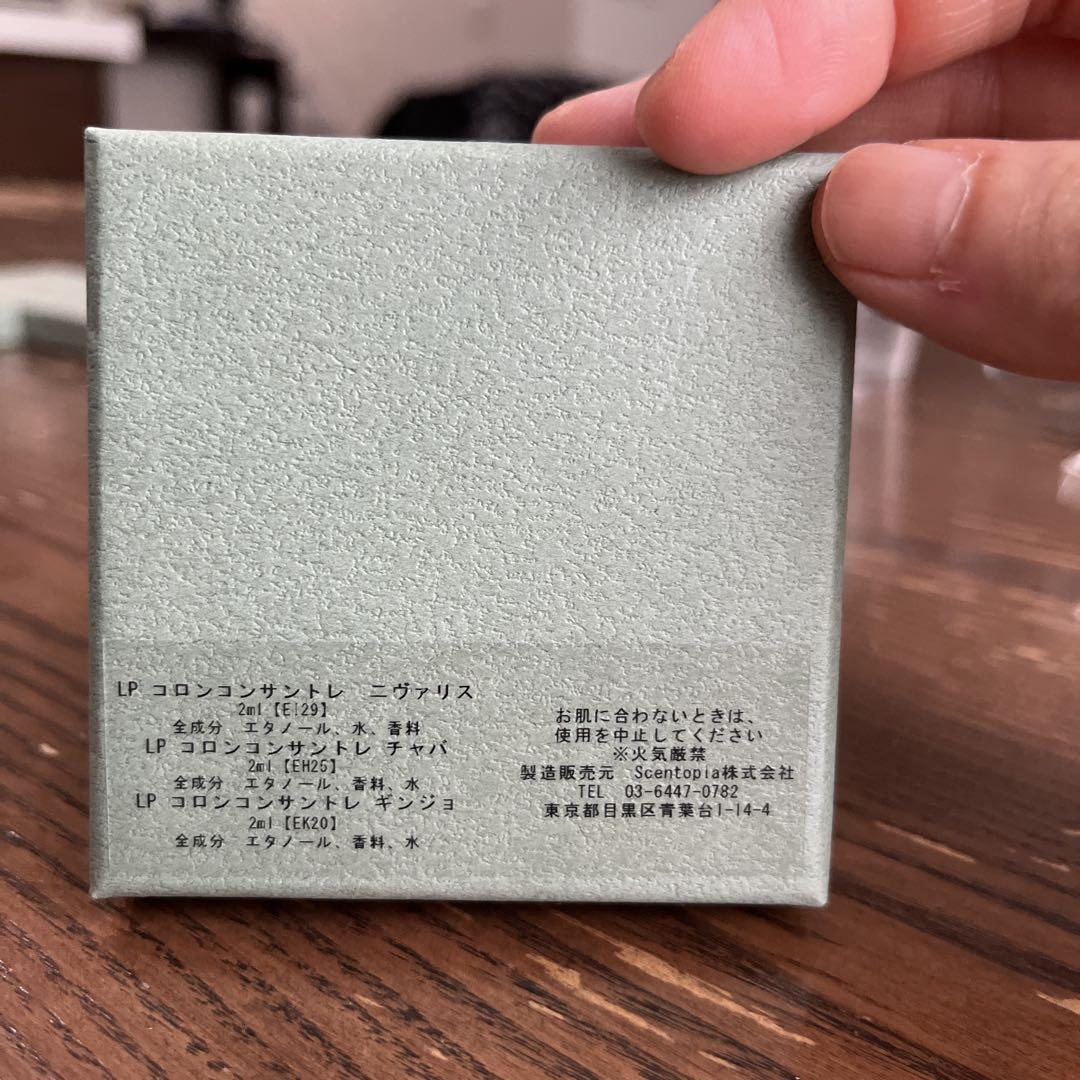 LP コロンコンサントレ ニヴァリス
2ml【EI29】
全成分 エタノール、水、香料
LP コロンコンサントレ チャバ
2ml【EH25】
全成分 エタノール、香料、水
LP コロンコンサントレ ギンジョ
2ml【EK20】
全成分 エタノール、香料、水
お肌に合わないときは、
使用を中止してください
※火気厳禁
製造販売元 Scentopia株式会社
TEL 03-6447-0782
東京都目黒区青葉台1-14-4